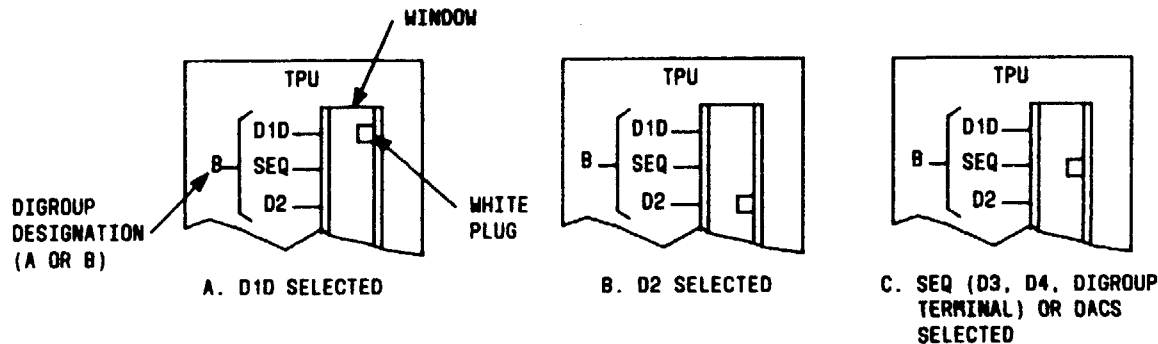 WINDOW
TPU
D1D
B
SEQ
D2
DIGROUP
DESIGNATION
(A OR B)
WHITE
PLUG
A. D1D SELECTED
TPU
D1D
B
SEQ
D2
B. D2 SELECTED
TPU
D1D
B
SEQ
D2
C. SEQ (D3, D4, DIGROUP
TERMINAL) OR DACS
SELECTED